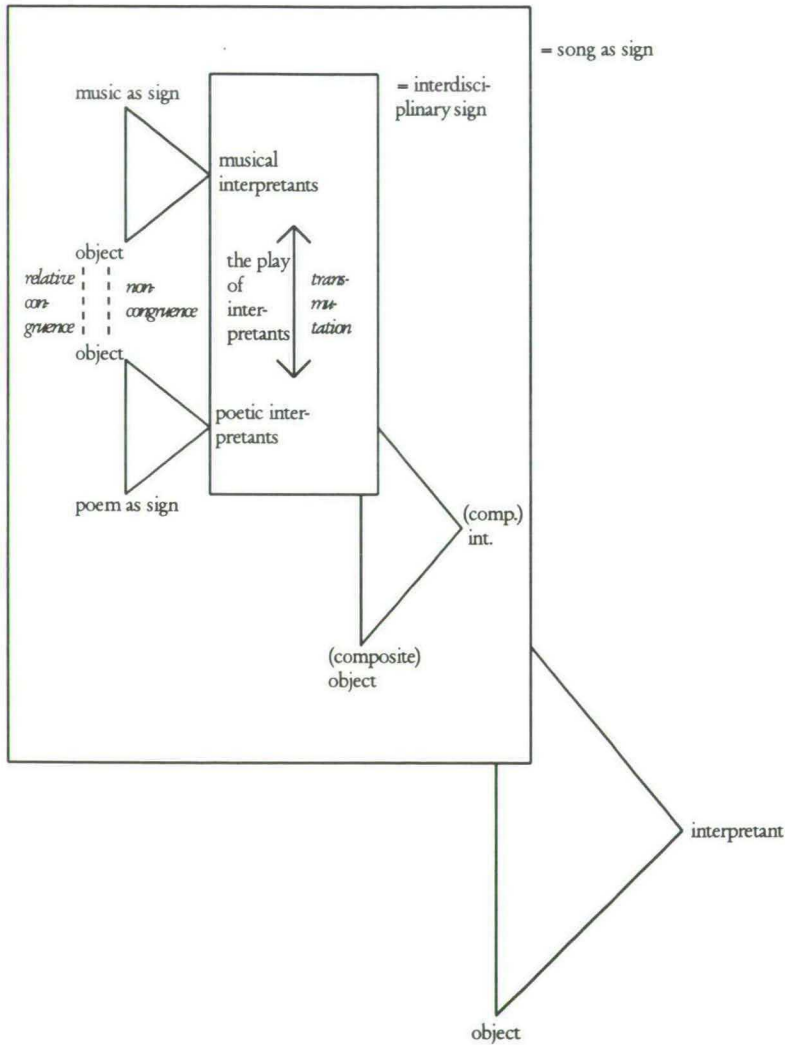 = song as sign
music as sign
= interdisci-
plinary sign
musical
interpretants
object
relative
con-
gruence
non-
congruence
the play
of
inter-
pretants
trans-
mu-
tation
object
poetic inter-
pretants
poem as sign
(comp.)
int.
(composite)
object
interpretant
object